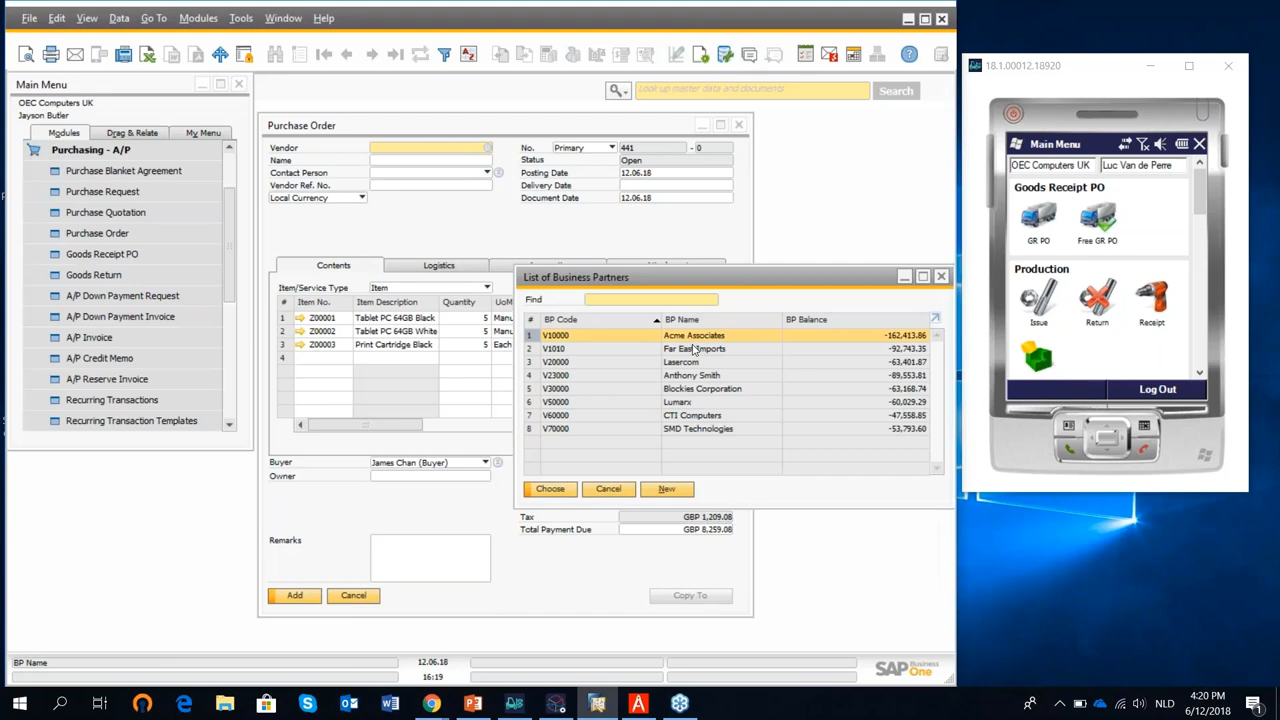 File Edit View Data Go To Modules Tools Window Help
Main Menu
OEC Computers UK
Jayson Butler
Modules Drag & Relate My Menu
Purchasing - A/P
Purchase Blanket Agreement
Purchase Request
Purchase Quotation
Purchase Order
Goods Receipt PO
Goods Return
A/P Down Payment Request
A/P Down Payment Invoice
A/P Invoice
A/P Credit Memo
A/P Reserve Invoice
Recurring Transactions
Recurring Transaction Templates
Look up master data and documents Search
Purchase Order
Vendor
Name
Contact Person
Vendor Ref. No.
Local Currency
No. Primary 441 - 0
Status Open
Posting Date 12.06.18
Delivery Date
Document Date 12.06.18
Contents Logistics
Item/Service Type Item
# Item No. Item Description Quantity UoM
1 Z00001 Tablet PC 64GB Black 5 5
2 Z00002 Tablet PC 64GB White 5 5
3 Z00003 Print Cartridge Black 5 Each
4
Buyer James Chan (Buyer)
Owner
Tax GBP 1,209.08
Total Payment Due GBP 8,259.08
Remarks
Add Cancel Copy To
List of Business Partners
Find
# BP Code BP Name BP Balance
1 V10000 Acme Associates -162,413.86
2 V1010 Far East Imports -92,743.35
3 V20000 Lasercom -63,401.87
4 V23000 Anthony Smith -89,553.81
5 V30000 Blockies Corporation -63,168.74
6 V50000 Lumarx -60,029.29
7 V60000 CTI Computers -47,558.85
8 V70000 SMD Technologies -53,793.60
Choose Cancel New
BP Name 12.06.18
16:19
SAP Business One
18.1.00012.18920
Main Menu
OEC Computers UK Luc Van de Perre
Goods Receipt PO
GR PO Free GR PO
Production
Issue Return Receipt
Log Out
NLD
4:20 PM
6/12/2018
1